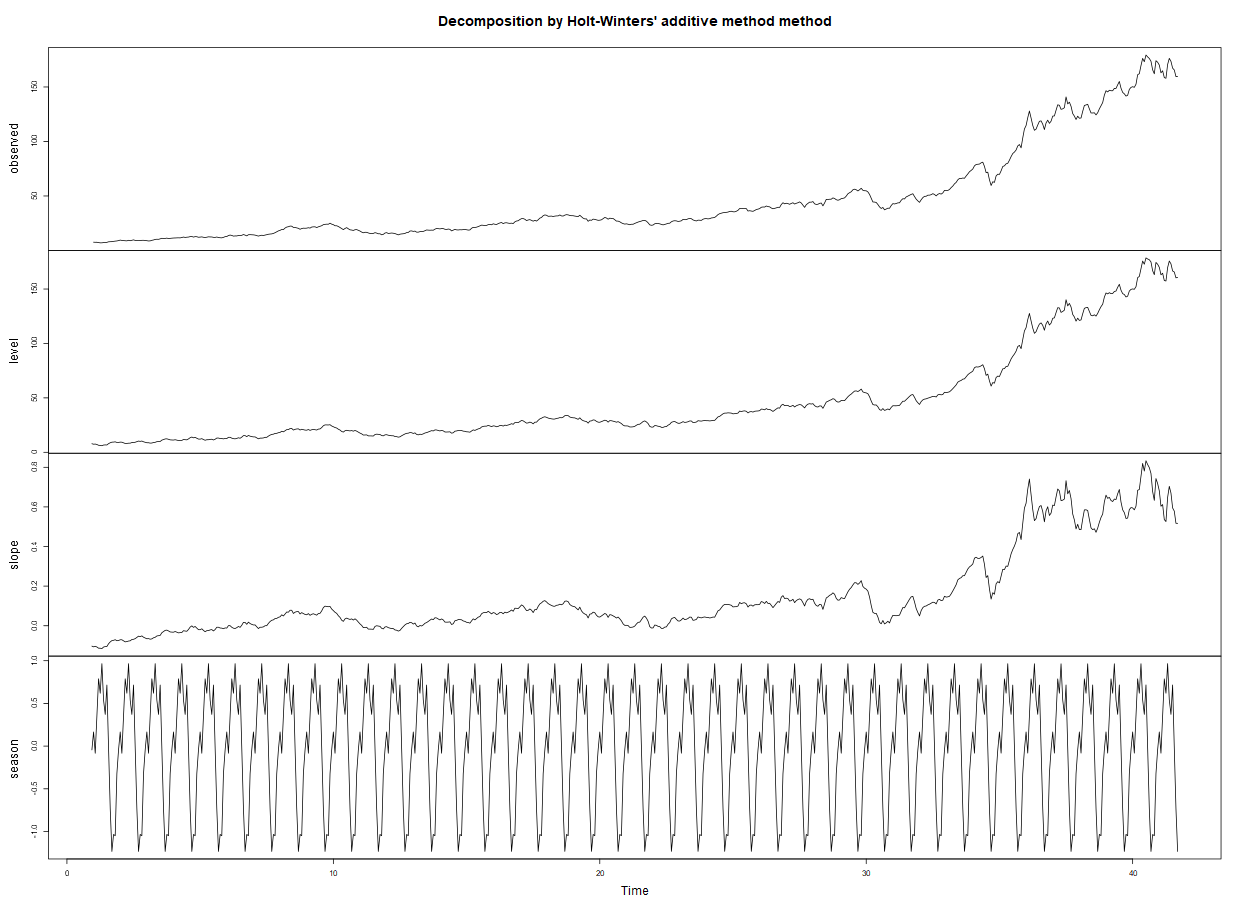 Decomposition by Holt-Winters' additive method method
observed
50
100
150
level
0
50
100
150
slope
0.0
0.2
0.4
0.6
0.8
season
-1.0
-0.5
0.0
0.5
1.0
0 10 20 30 40
Time